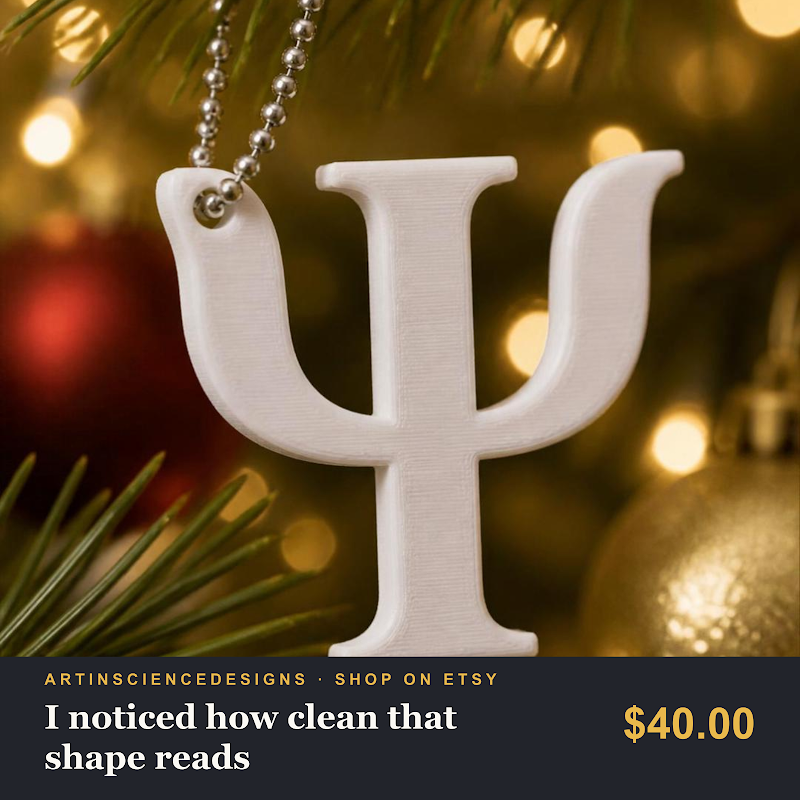 Ψ
ARTINSCIENCEDESIGNS · SHOP ON ETSY
I noticed how clean that
shape reads
$40.00